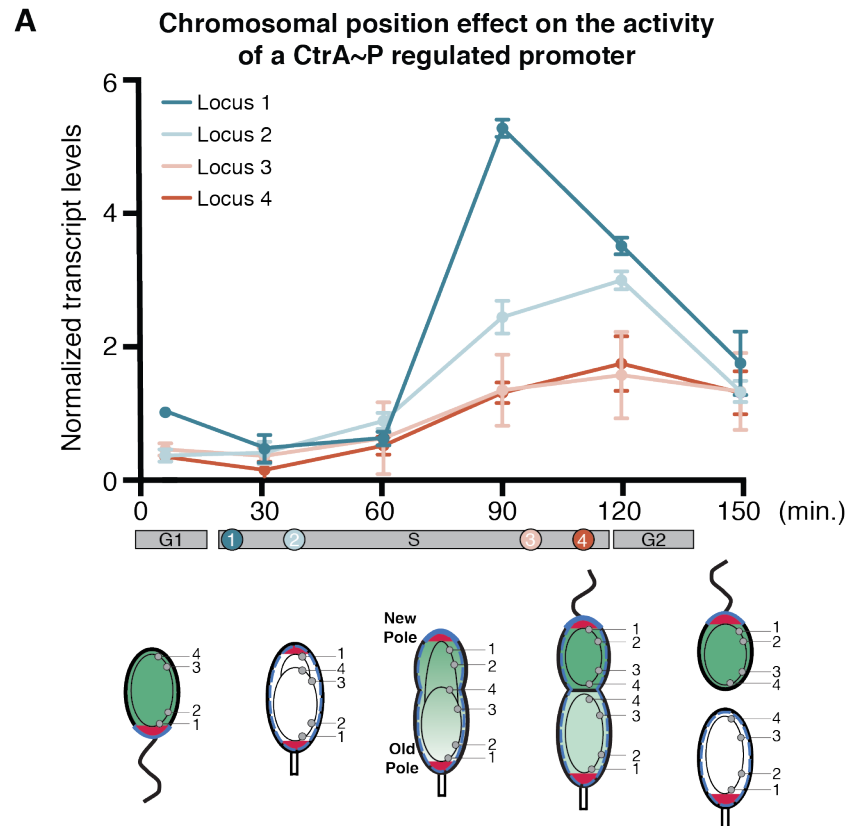 A
Chromosomal position effect on the activity
of a CtrA~P regulated promoter
Normalized transcript levels
6
4
2
0
Locus 1
Locus 2
Locus 3
Locus 4
0 30 60 90 120 150 (min.)
G1 1 2 S 3 4 G2
4
3
2
1
1
4
3
2
1
New
Pole
1
2
4
3
2
1
Old
Pole
1
2
3
4
4
3
2
1
1
2
3
4
4
3
2
1